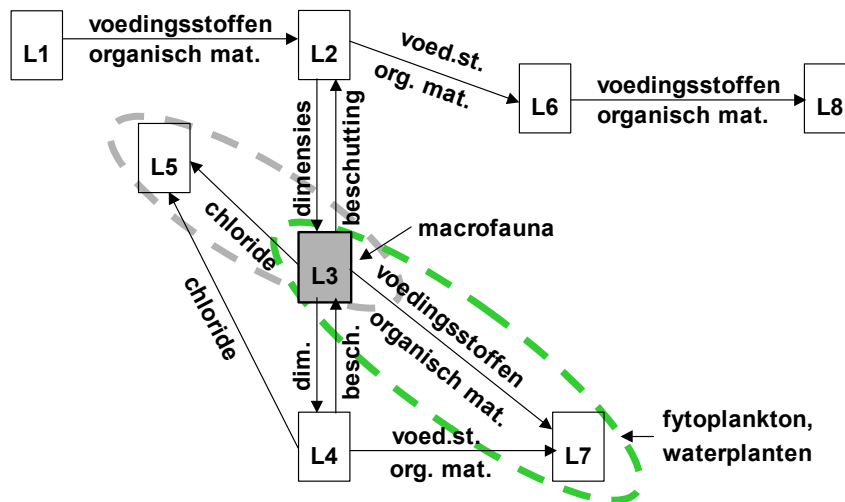 L1
voedingsstoffen
organisch mat.
L2
voed.st.
org. mat.
L6
voedingsstoffen
organisch mat.
L8
dimensies
beschutting
L5
chloride
chloride
L3
macrofauna
voedingsstoffen
organisch mat.
dim.
besch.
L4
voed.st.
org. mat.
L7
fytoplankton,
waterplanten